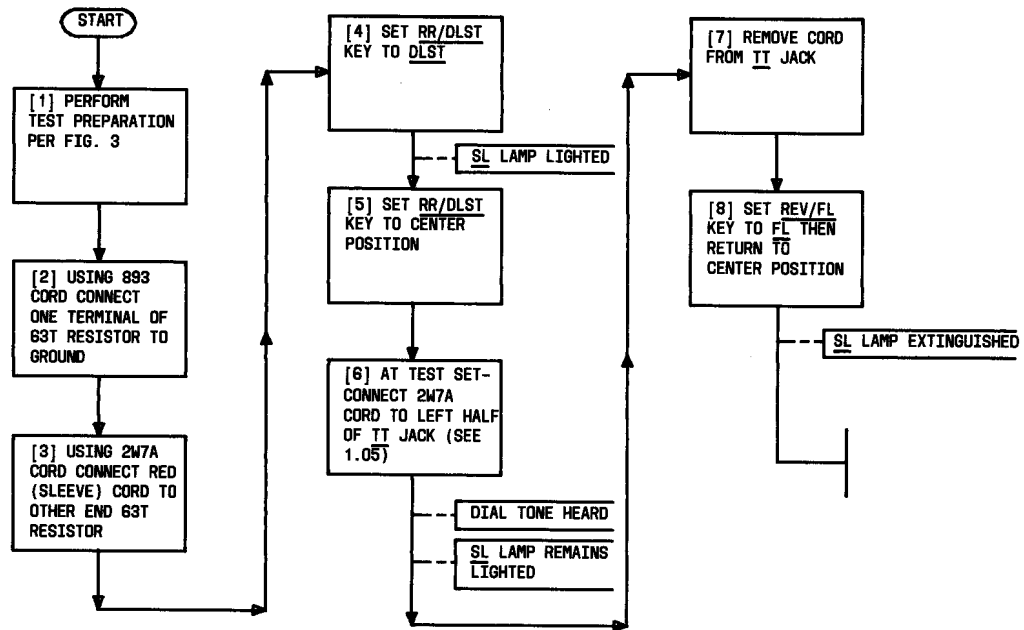 START
[1] PERFORM
TEST PREPARATION
PER FIG. 3
[2] USING 893
CORD CONNECT
ONE TERMINAL OF
63T RESISTOR TO
GROUND
[3] USING 2W7A
CORD CONNECT RED
(SLEEVE) CORD TO
OTHER END 63T
RESISTOR
[4] SET RR/DLST
KEY TO DLST
SL LAMP LIGHTED
[5] SET RR/DLST
KEY TO CENTER
POSITION
[6] AT TEST SET-
CONNECT 2W7A
CORD TO LEFT HALF
OF TT JACK (SEE
1.05)
DIAL TONE HEARD
SL LAMP REMAINS
LIGHTED
[7] REMOVE CORD
FROM TT JACK
[8] SET REV/FL
KEY TO FL THEN
RETURN TO
CENTER POSITION
SL LAMP EXTINGUISHED